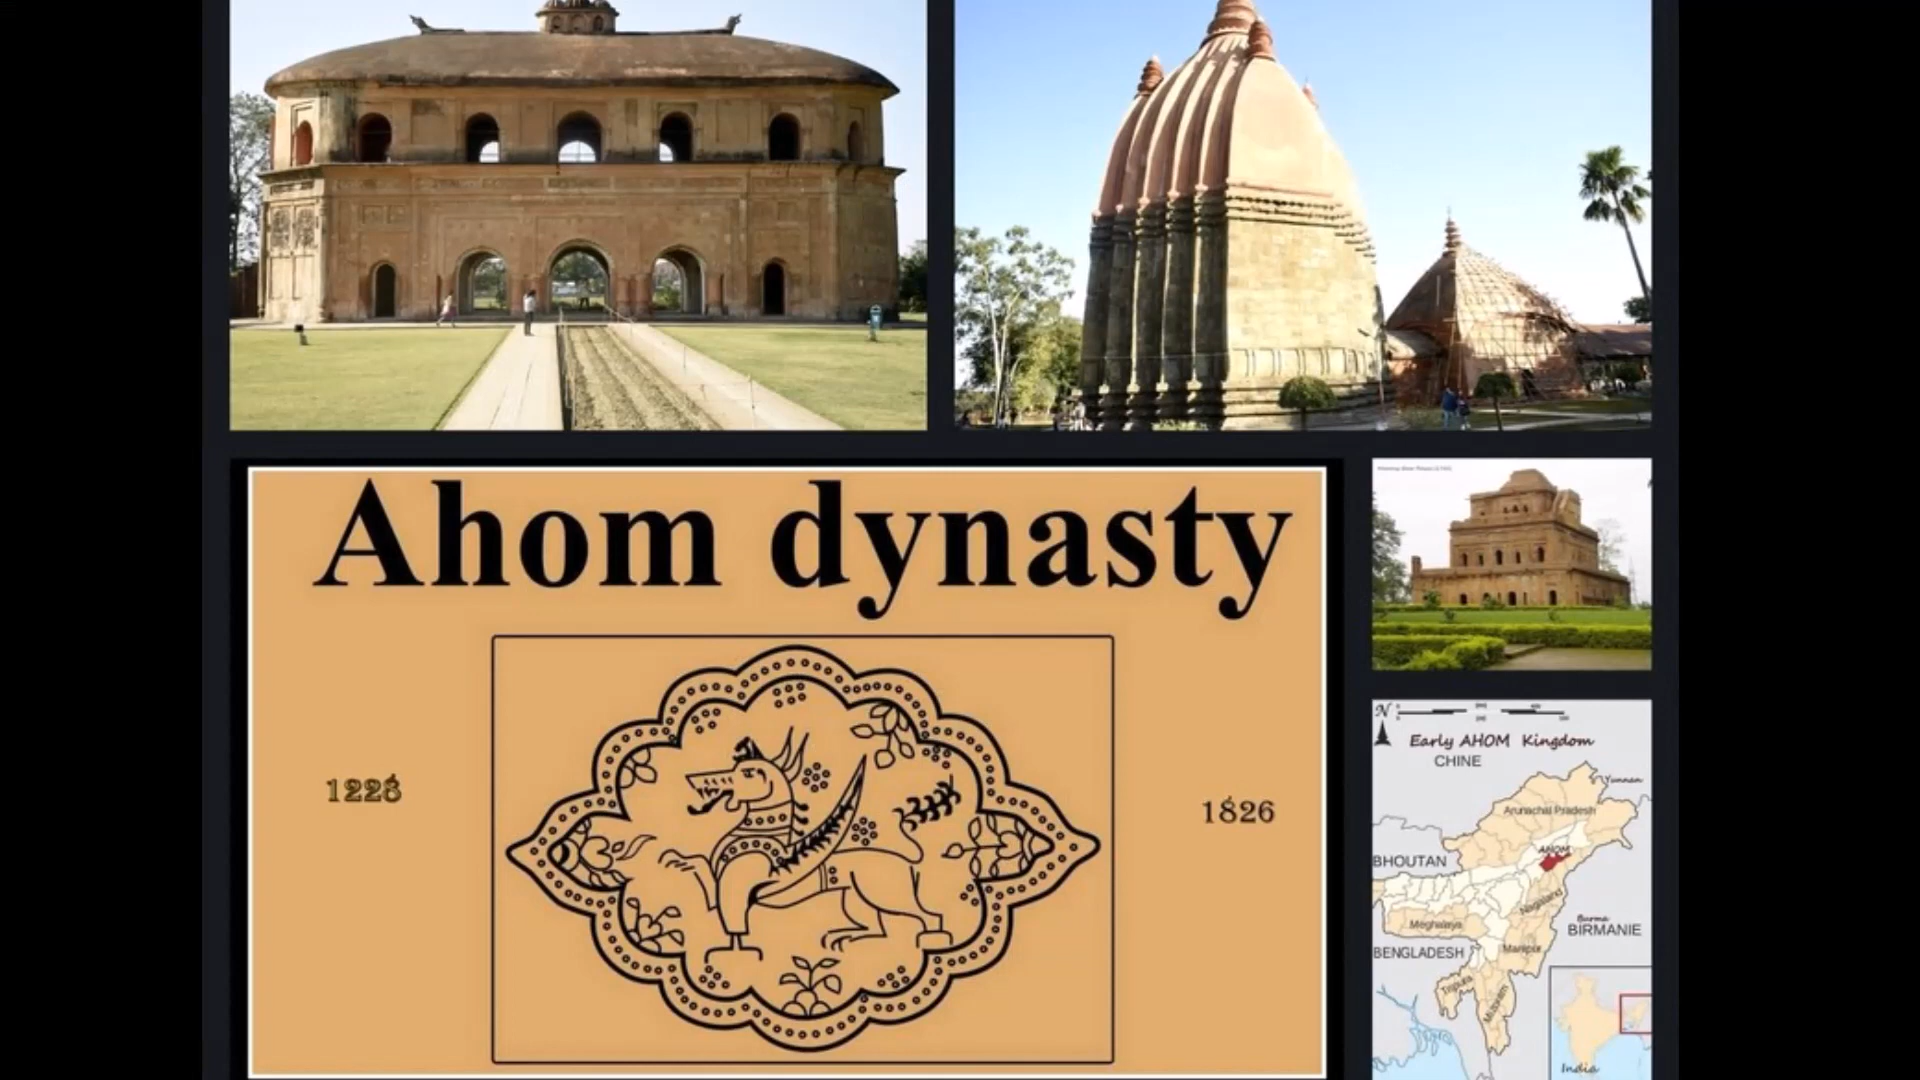 Ahom dynasty
1228
1826
N
Early AHOM Kingdom
CHINE
Yunnan
Arunachal Pradesh
AHOM
BHOUTAN
Nagaland
Meghalaya
Burma
BIRMANIE
BENGLADESH
Manipur
Tripura
Mizoram
India